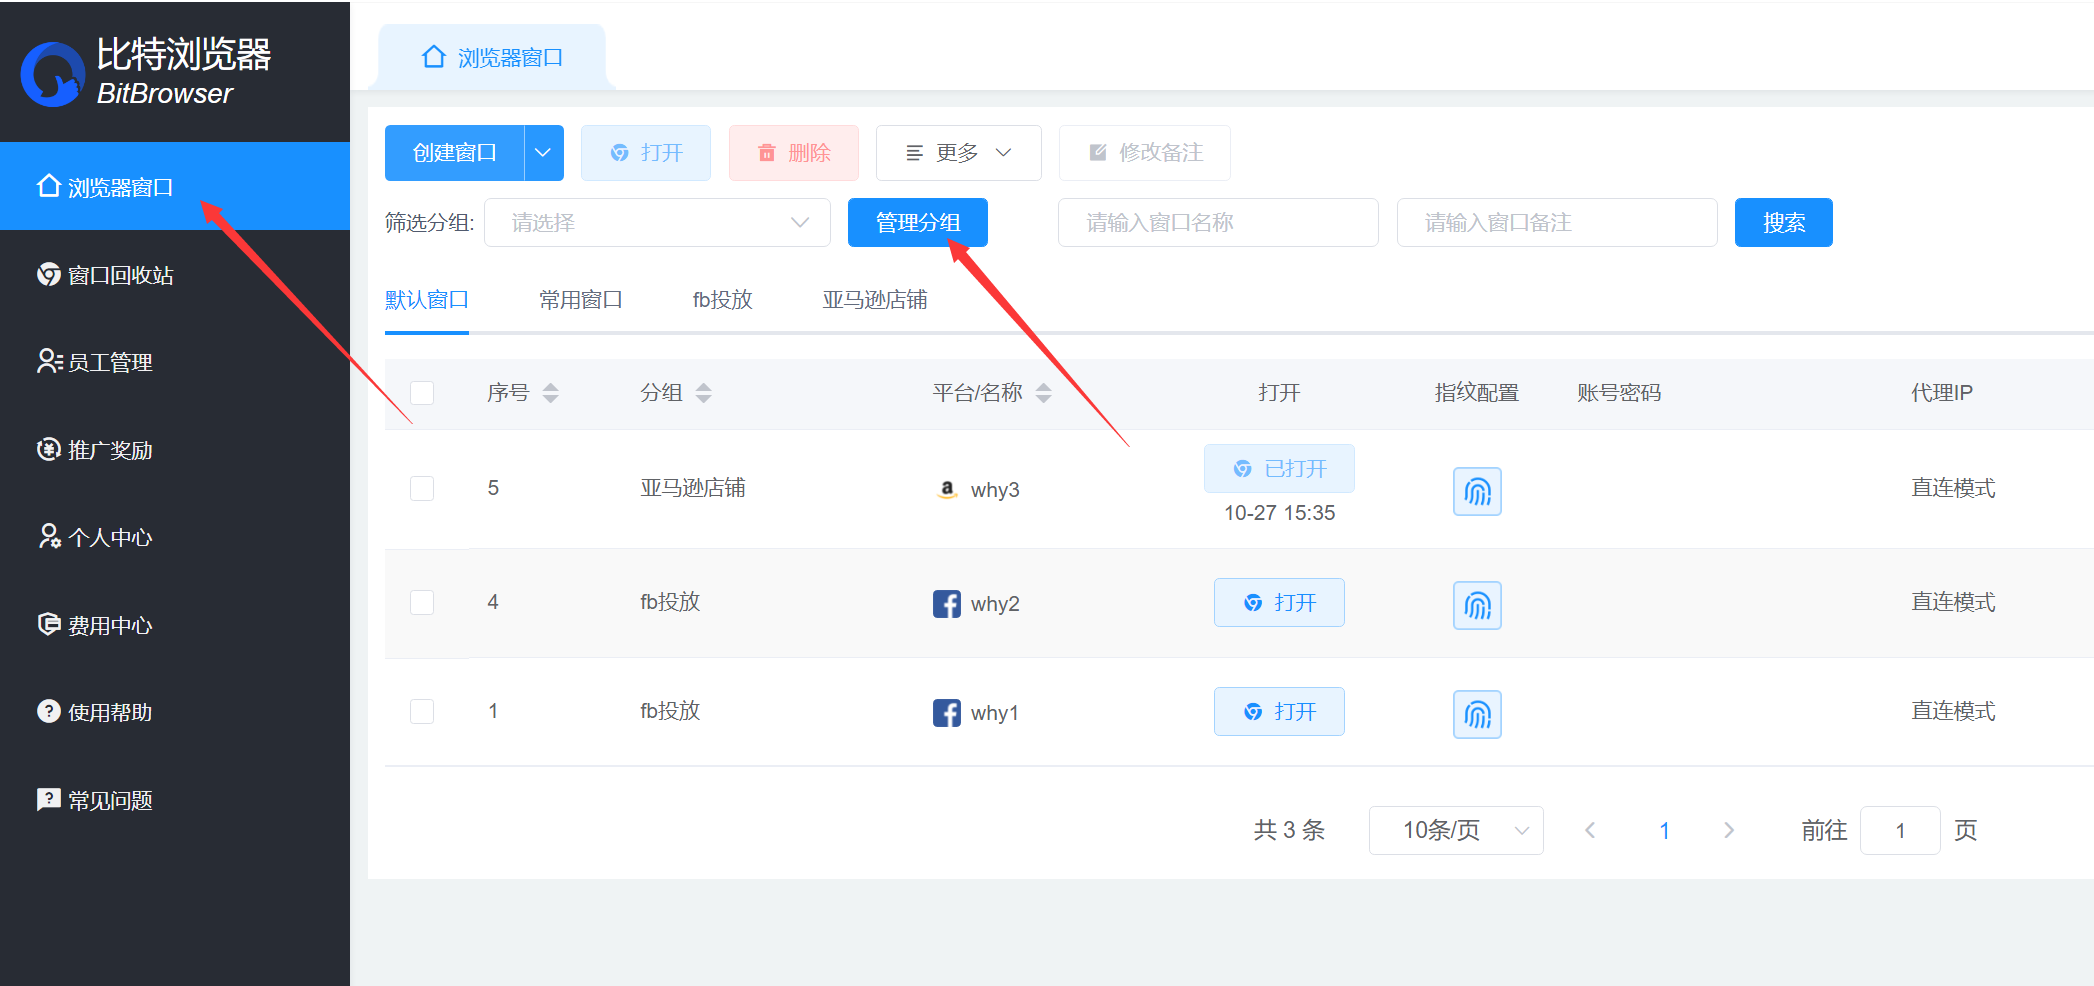 比特浏览器
BitBrowser
浏览器窗口
窗口回收站
员工管理
推广奖励
个人中心
费用中心
使用帮助
常见问题
浏览器窗口
创建窗口 打开 删除 更多 修改备注
筛选分组: 请选择 管理分组 请输入窗口名称 请输入窗口备注 搜索
默认窗口 常用窗口 fb投放 亚马逊店铺
序号 分组 平台/名称 打开 指纹配置 账号密码 代理IP
5 亚马逊店铺 why3 已打开 直连模式
10-27 15:35
4 fb投放 why2 打开 直连模式
1 fb投放 why1 打开 直连模式
共 3 条 10条/页 1 前往 1 页